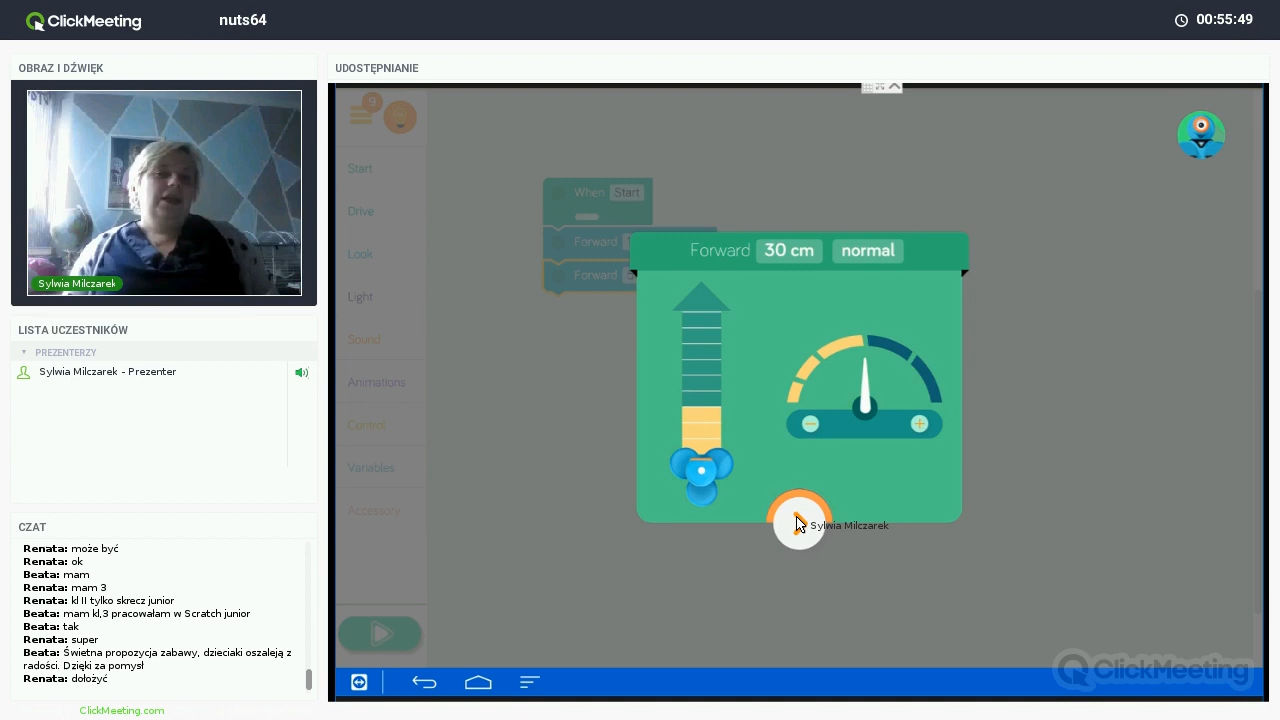 ClickMeeting
nuts64
00:55:49
OBRAZ I DŹWIĘK
Sylwia Milczarek
LISTA UCZESTNIKÓW
PREZENTERZY
Sylwia Milczarek - Prezenter
CZAT
Renata: może być
Renata: ok
Beata: mam
Renata: mam 3
Renata: kl II tylko skrecz junior
Beata: mam kl,3 pracowałam w Scratch junior
Beata: tak
Renata: super
Beata: Świetna propozycja zabawy, dzieciaki oszaleją z
radości. Dzięki za pomysł
Renata: dołożyć
ClickMeeting.com
UDOSTĘPNIANIE
9
Start
Drive
Look
Light
Sound
Animations
Control
Variables
Accessory
When Start
Forward
Forward
Forward 30 cm normal
Sylwia Milczarek
ClickMeeting